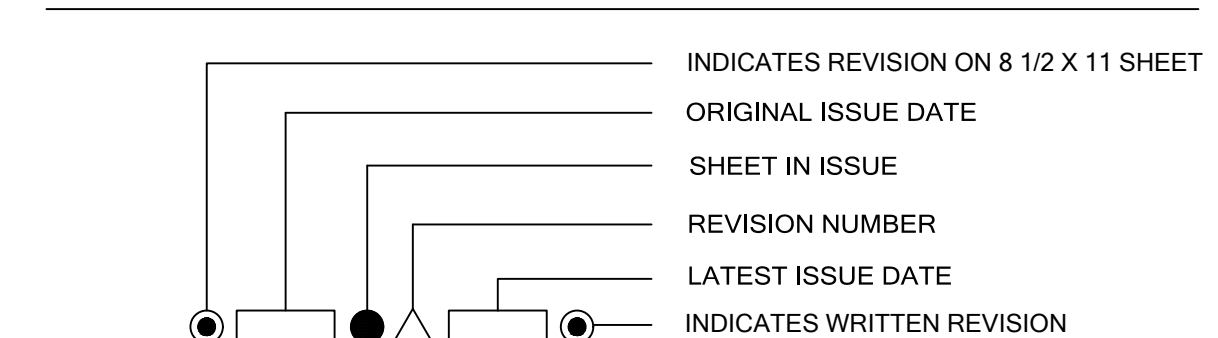 INDICATES REVISION ON 8 1/2 X 11 SHEET
ORIGINAL ISSUE DATE
SHEET IN ISSUE
REVISION NUMBER
LATEST ISSUE DATE
INDICATES WRITTEN REVISION